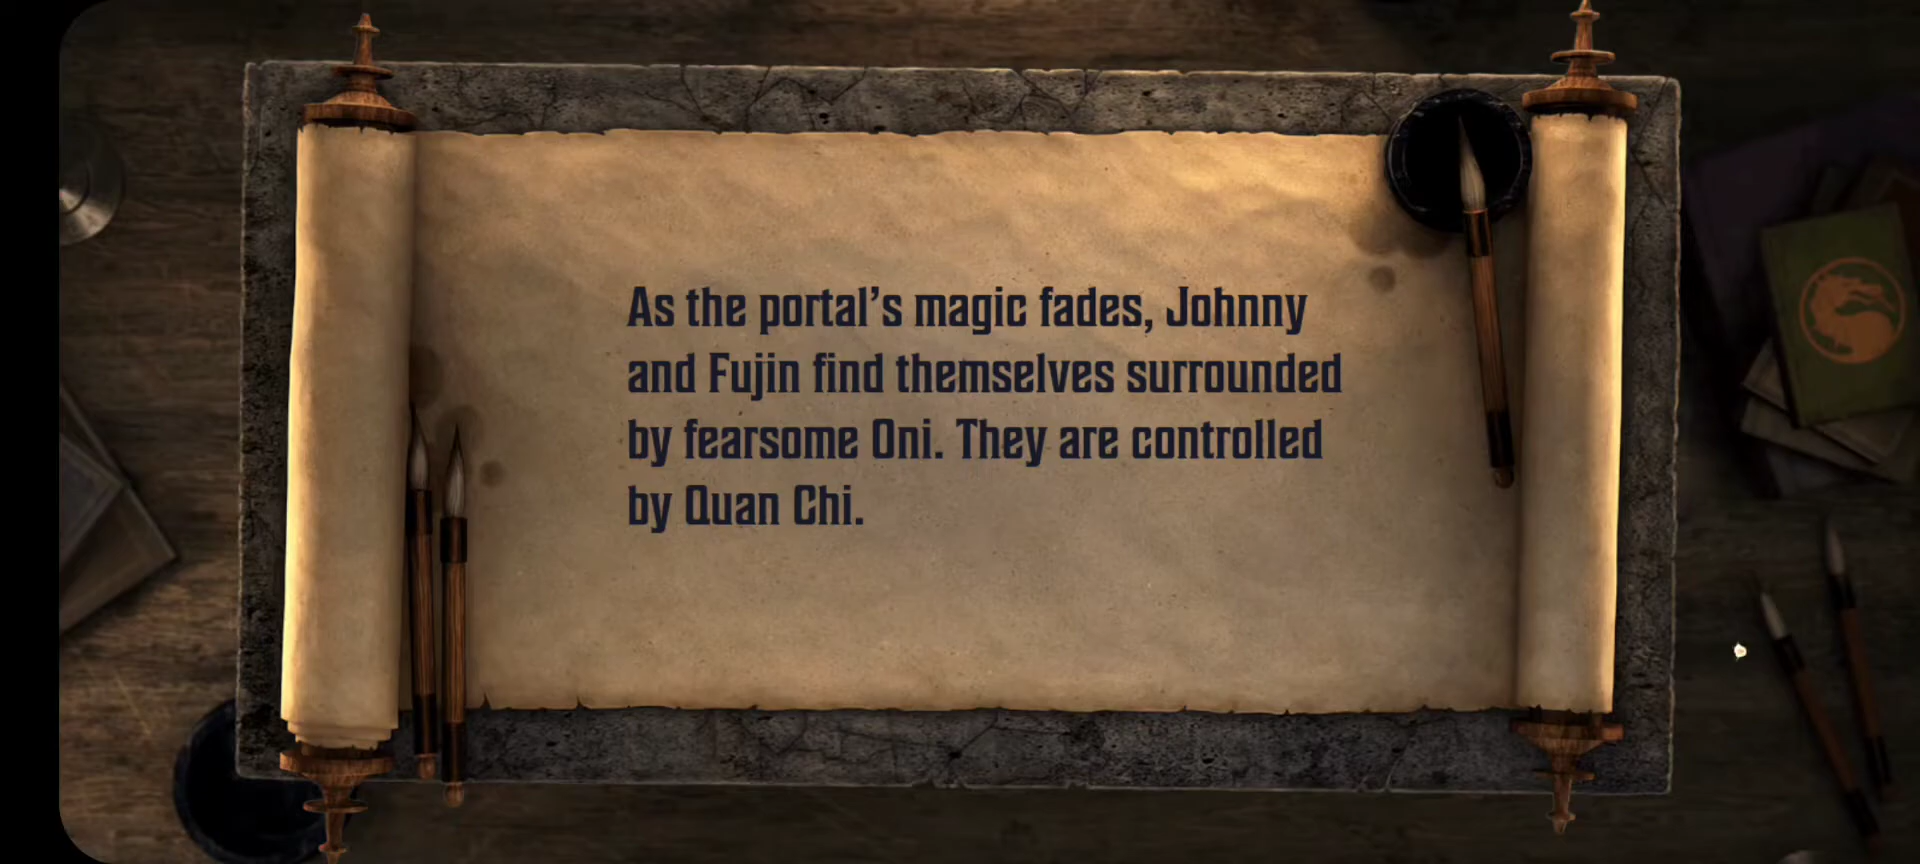 As the portal’s magic fades, Johnny
and Fujin find themselves surrounded
by fearsome Oni. They are controlled
by Quan Chi.